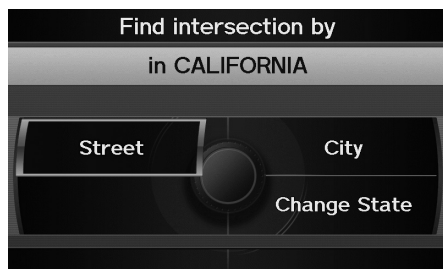 Find intersection by
in CALIFORNIA
Street
City
Change State